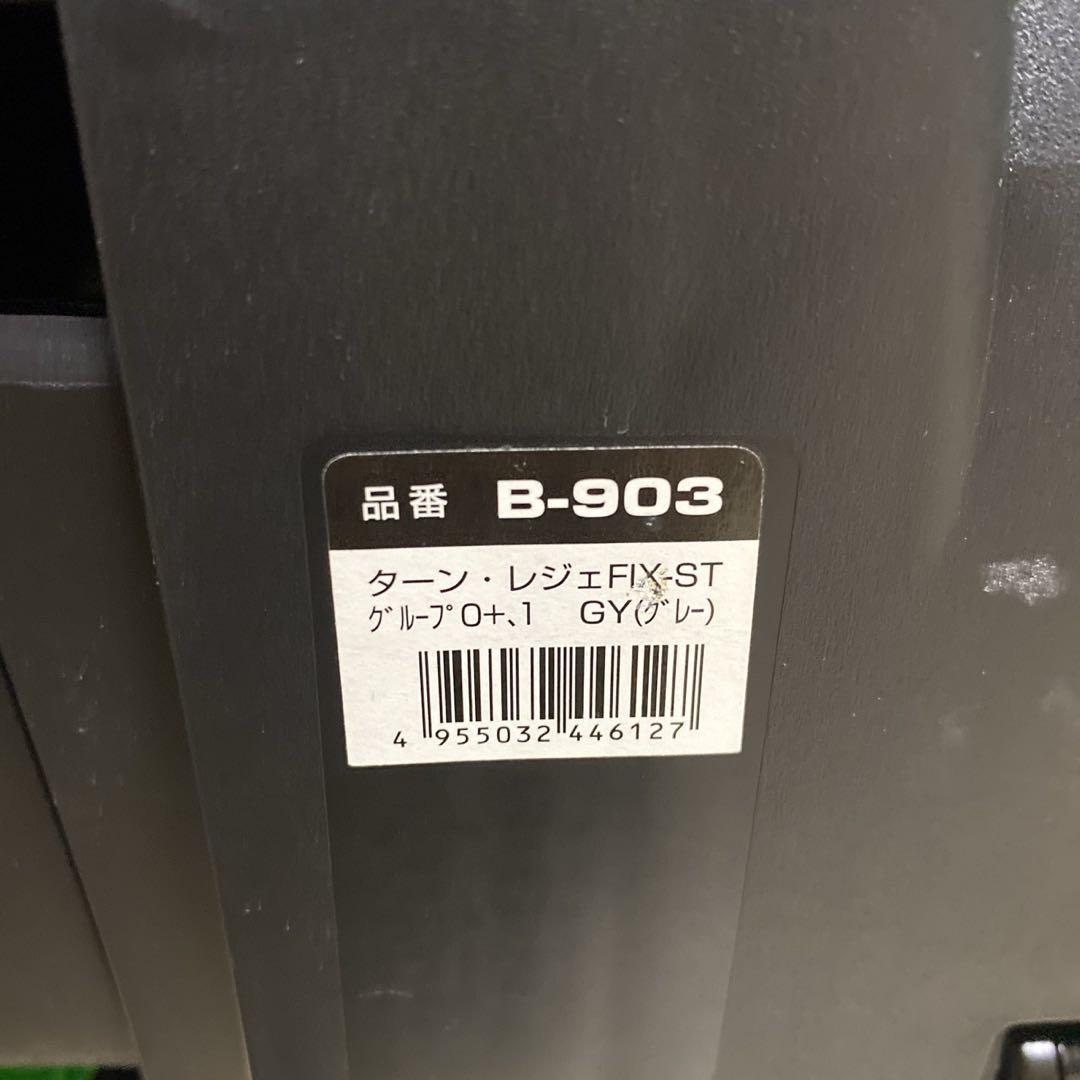 品番 B-903
ターン・レジェFIX-ST
ｸﾞﾙｰﾌﾟ0+､1 GY(ｸﾞﾚｰ)
4 955032 446127